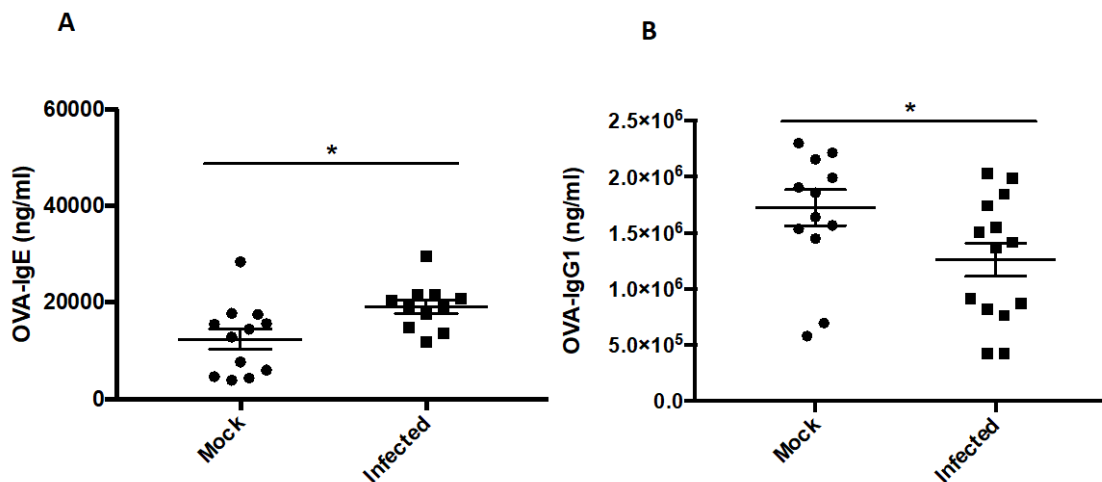 A
OVA-IgE (ng/ml)
60000
40000
20000
0
*
Mock
Infected
B
OVA-IgG1 (ng/ml)
2.5×10⁶
2.0×10⁶
1.5×10⁶
1.0×10⁶
5.0×10⁵
0.0
*
Mock
Infected